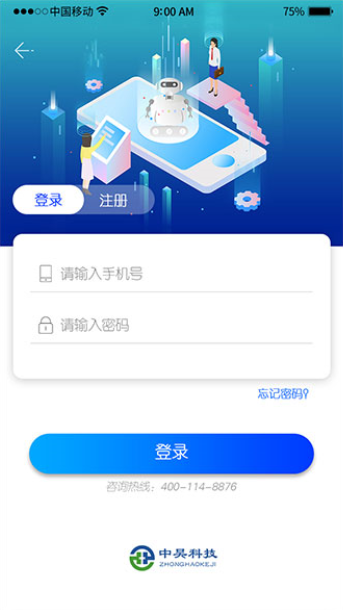 中国移动 9:00 AM 75%
登录 注册
请输入手机号
请输入密码
忘记密码?
登录
咨询热线：400-114-8876
中昊科技
ZHONGHAOKEJI